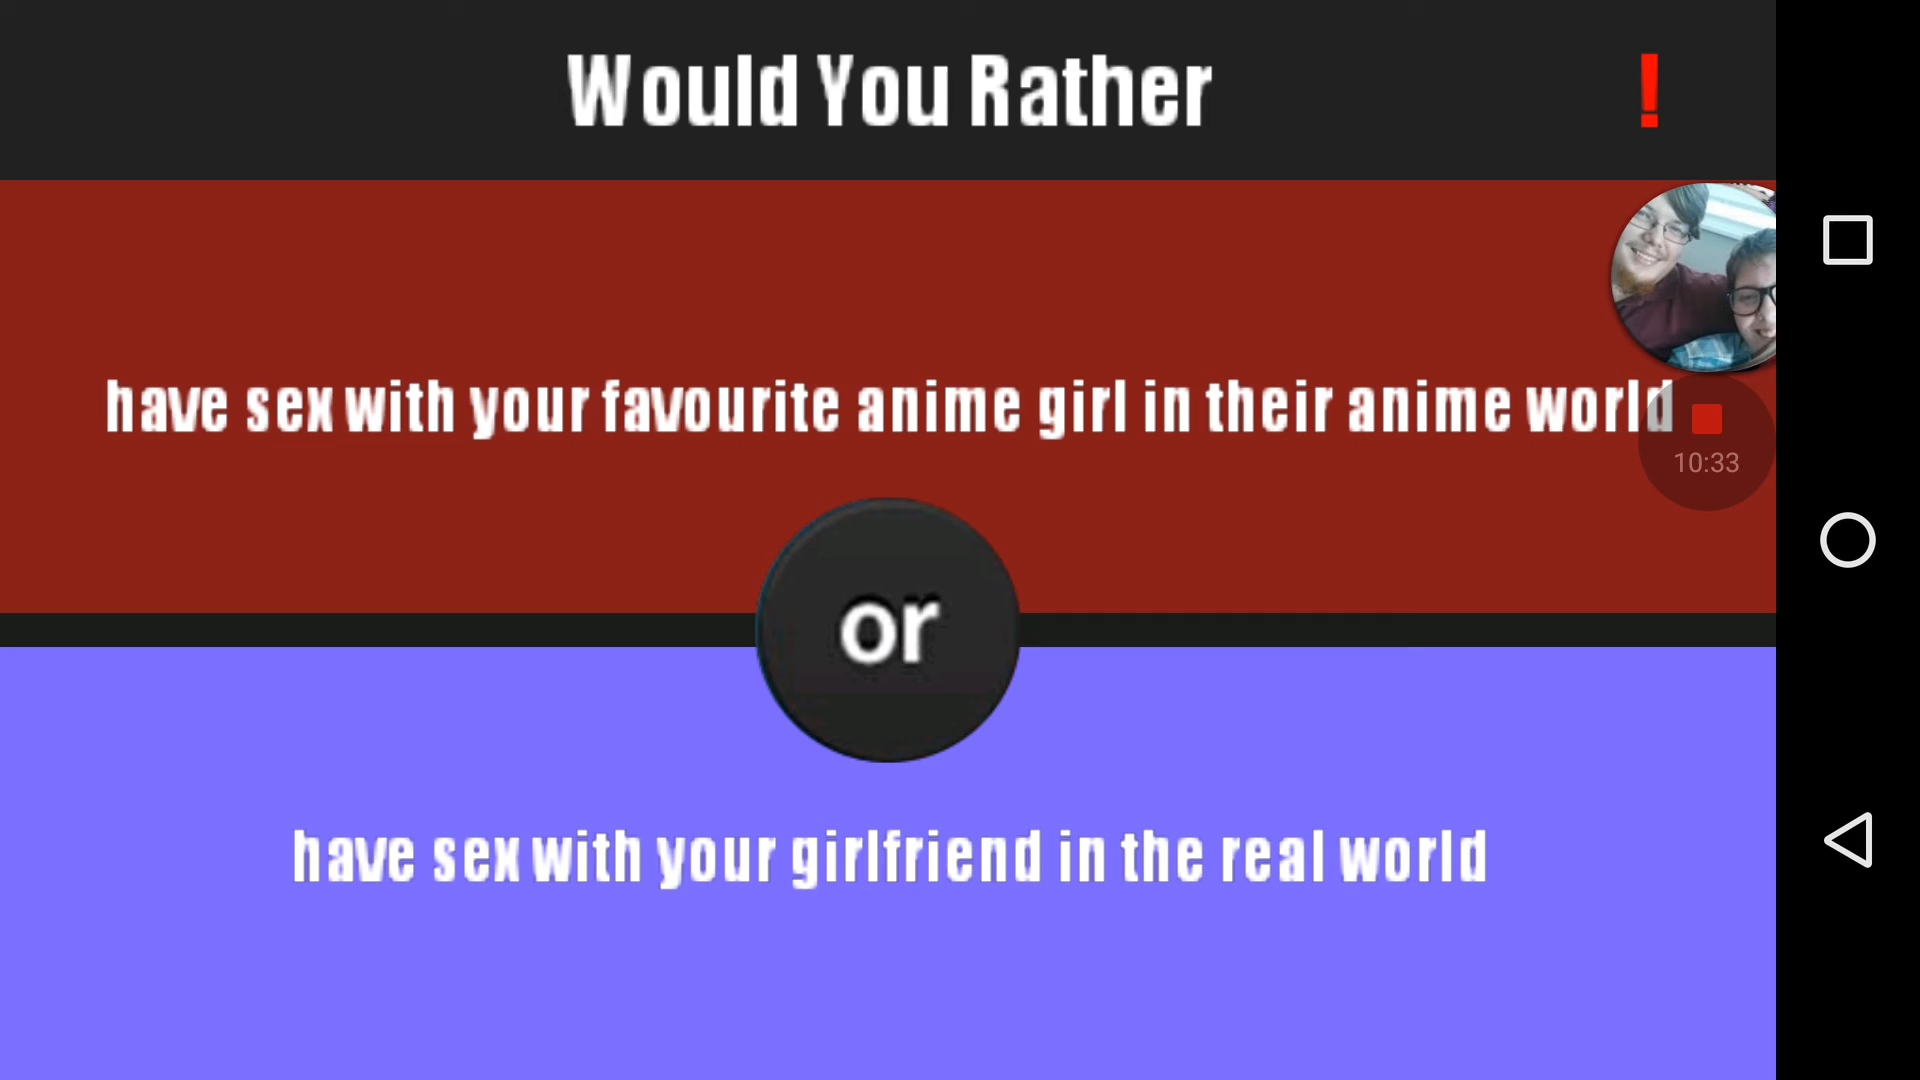 Would You Rather
!
have sex with your favourite anime girl in their anime world
10:33
or
have sex with your girlfriend in the real world